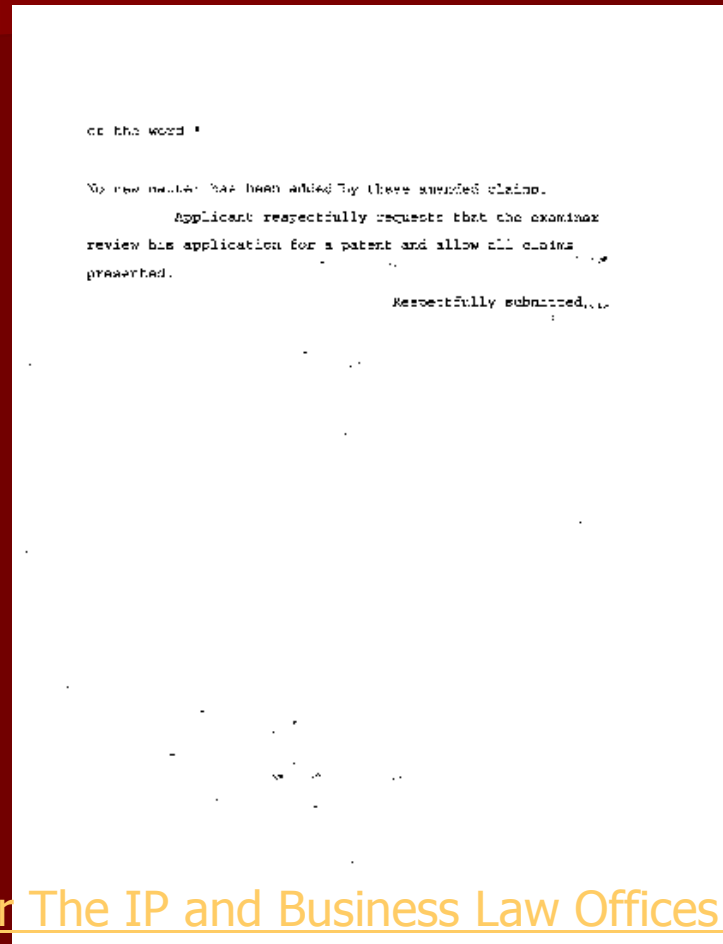 of the word "
No new matter has been added by these amended claims.
Applicant respectfully requests that the examiner
review his application for a patent and allow all claims
presented.
Respectfully submitted,
The IP and Business Law Offices